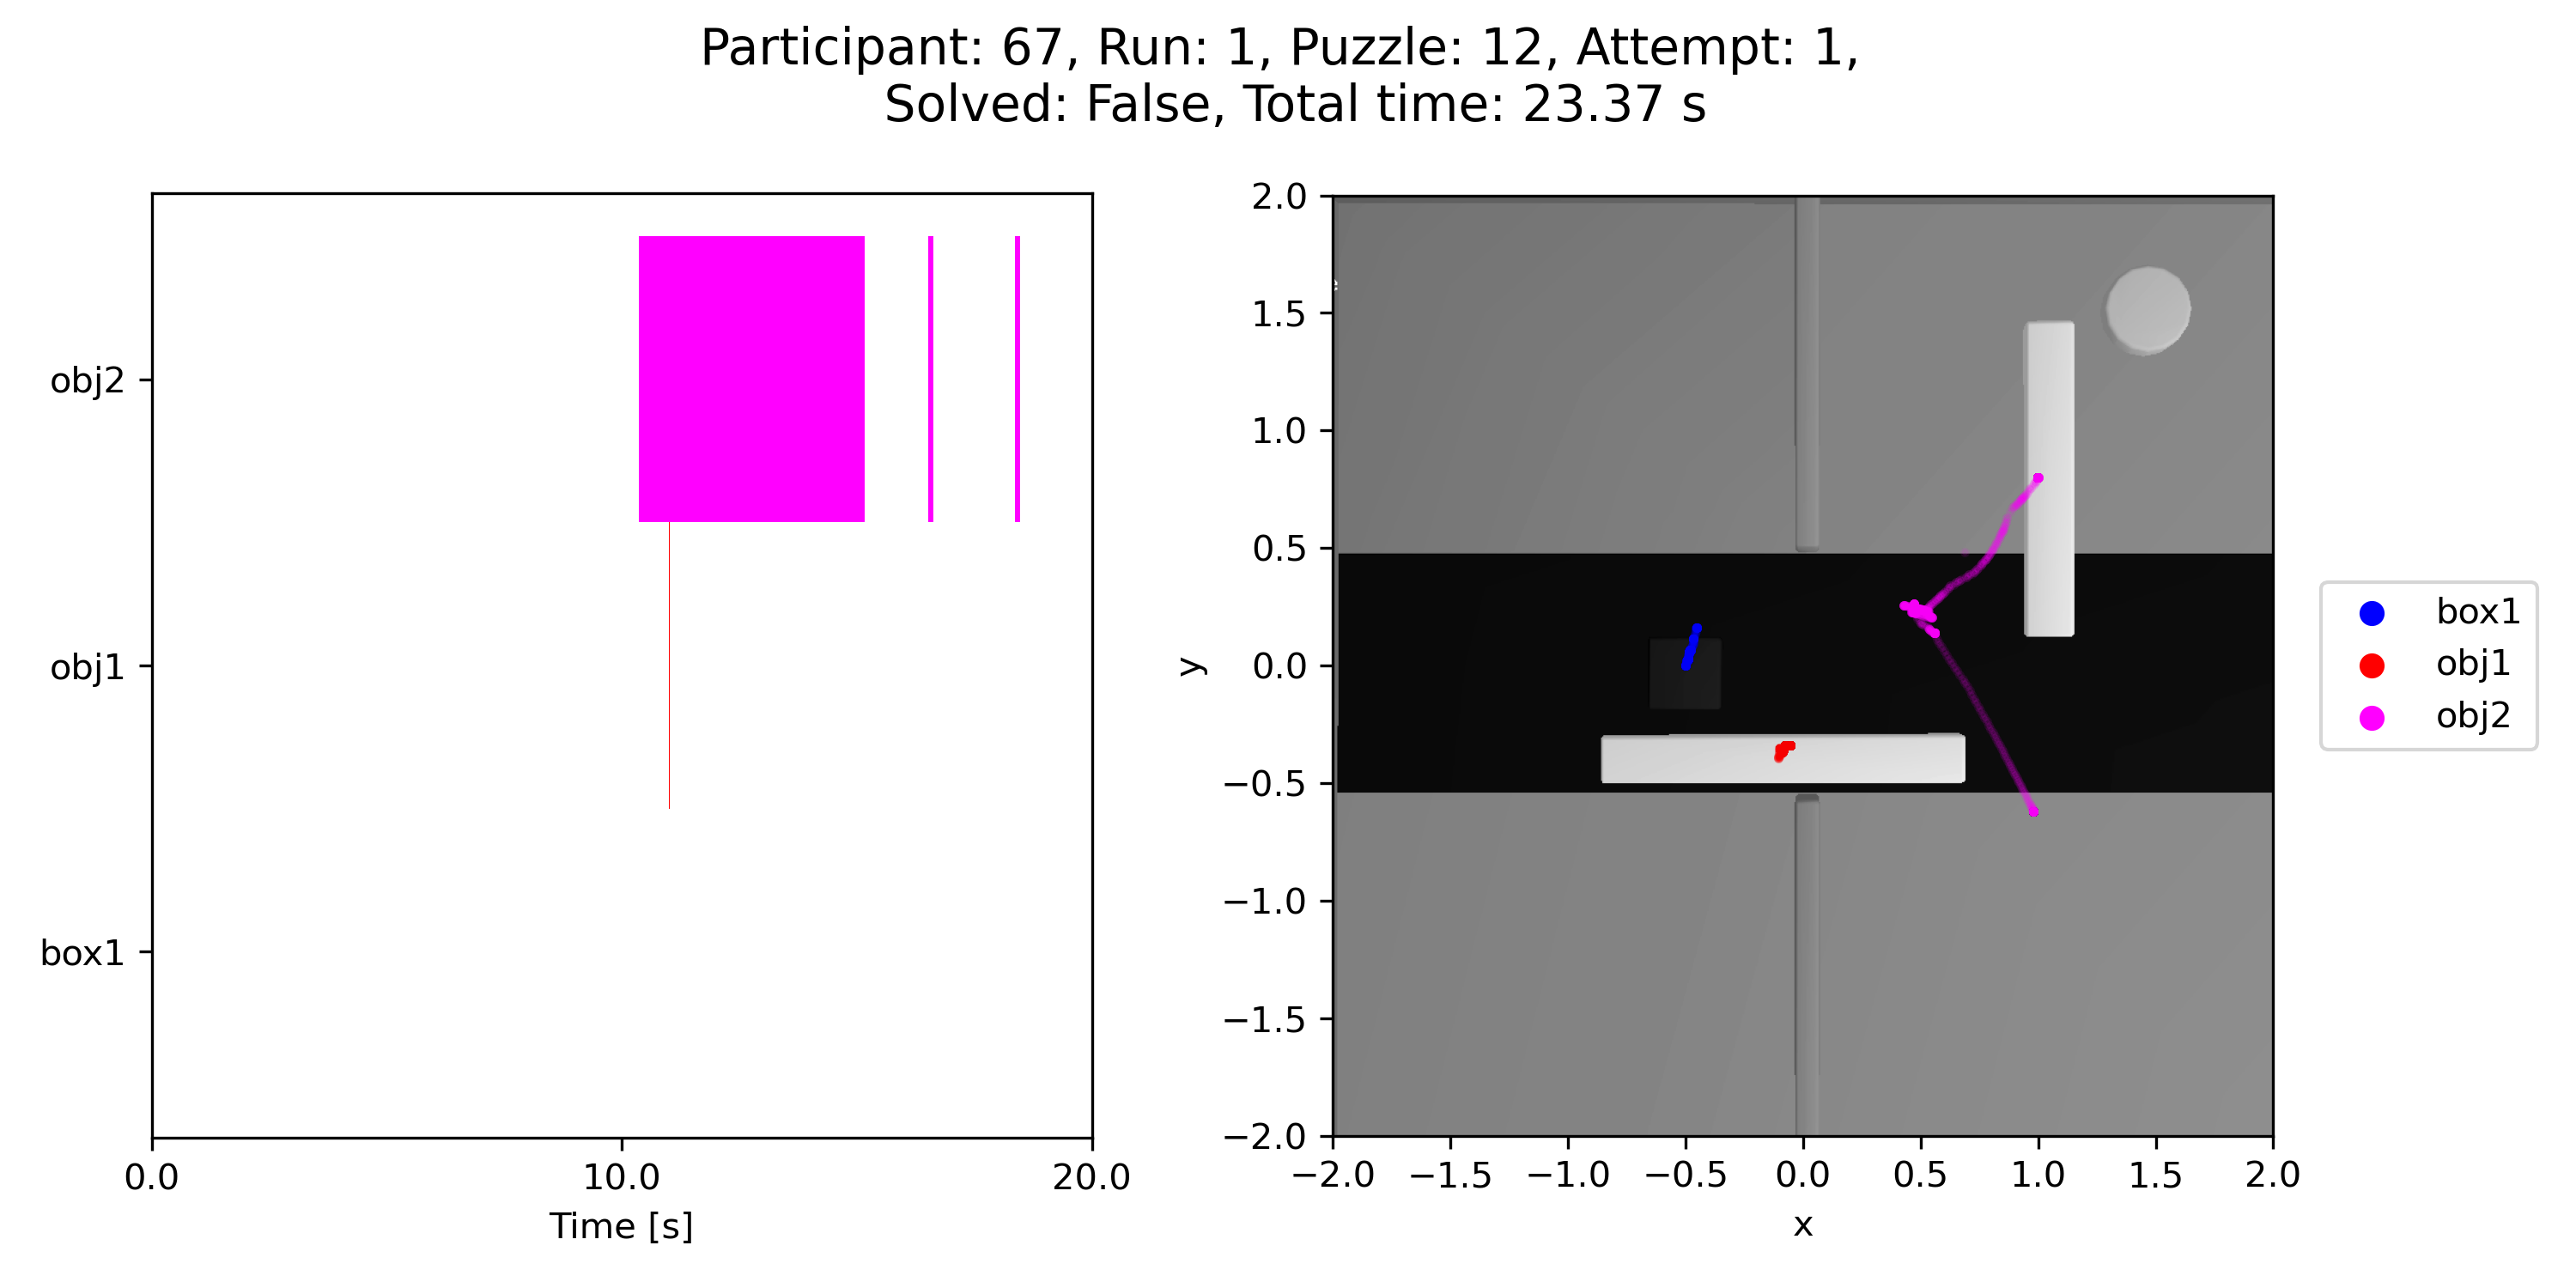 Participant: 67, Run: 1, Puzzle: 12, Attempt: 1,
Solved: False, Total time: 23.37 s
obj2
obj1
box1
0.0 10.0 20.0
Time [s]
2.0
1.5
1.0
0.5
0.0
−0.5
−1.0
−1.5
−2.0
y
−2.0 −1.5 −1.0 −0.5 0.0 0.5 1.0 1.5 2.0
x
box1
obj1
obj2